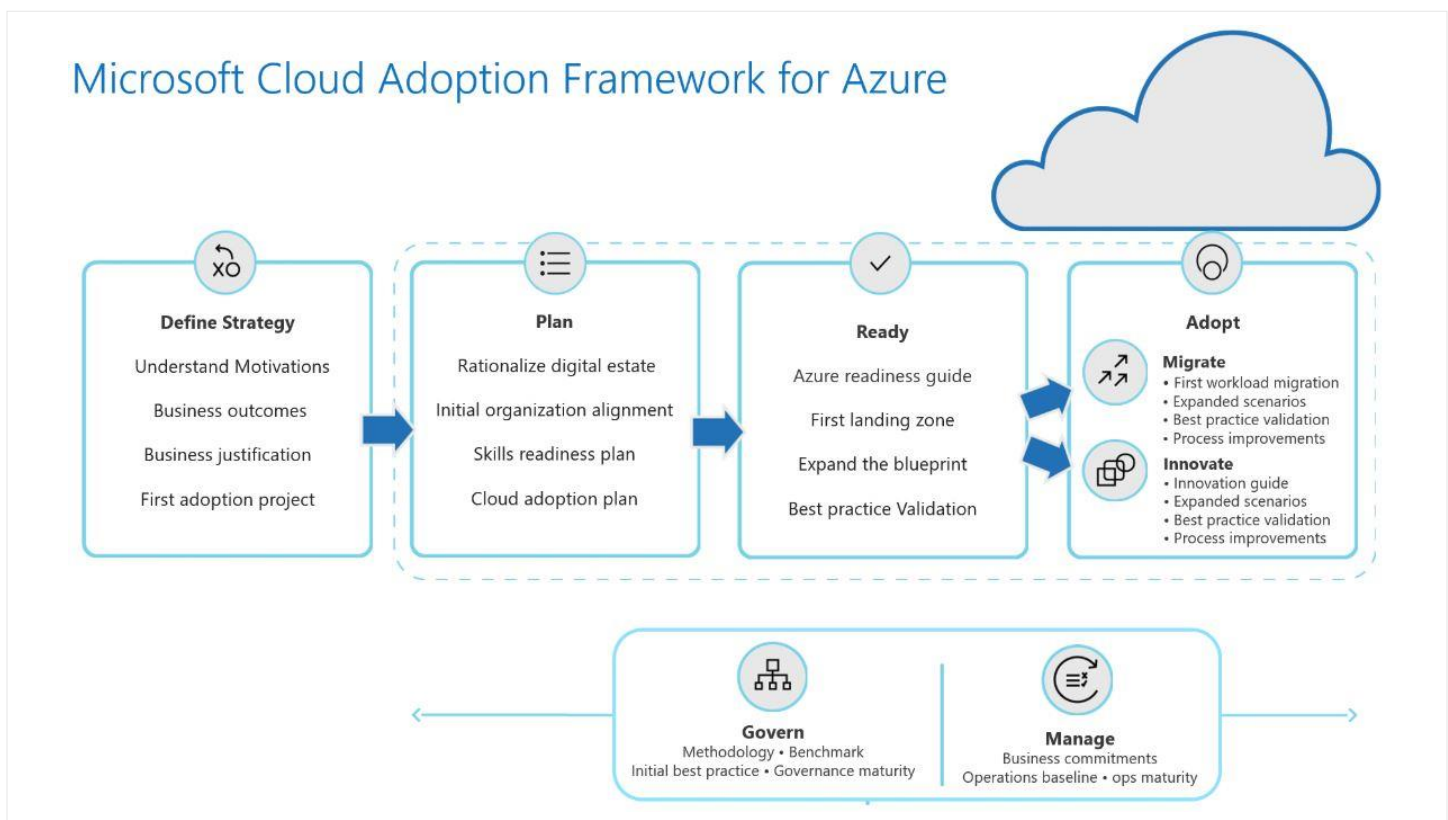 Microsoft Cloud Adoption Framework for Azure
Define Strategy
Understand Motivations
Business outcomes
Business justification
First adoption project
Plan
Rationalize digital estate
Initial organization alignment
Skills readiness plan
Cloud adoption plan
Ready
Azure readiness guide
First landing zone
Expand the blueprint
Best practice Validation
Adopt
Migrate
• First workload migration
• Expanded scenarios
• Best practice validation
• Process improvements
Innovate
• Innovation guide
• Expanded scenarios
• Best practice validation
• Process improvements
Govern
Methodology • Benchmark
Initial best practice • Governance maturity
Manage
Business commitments
Operations baseline • ops maturity